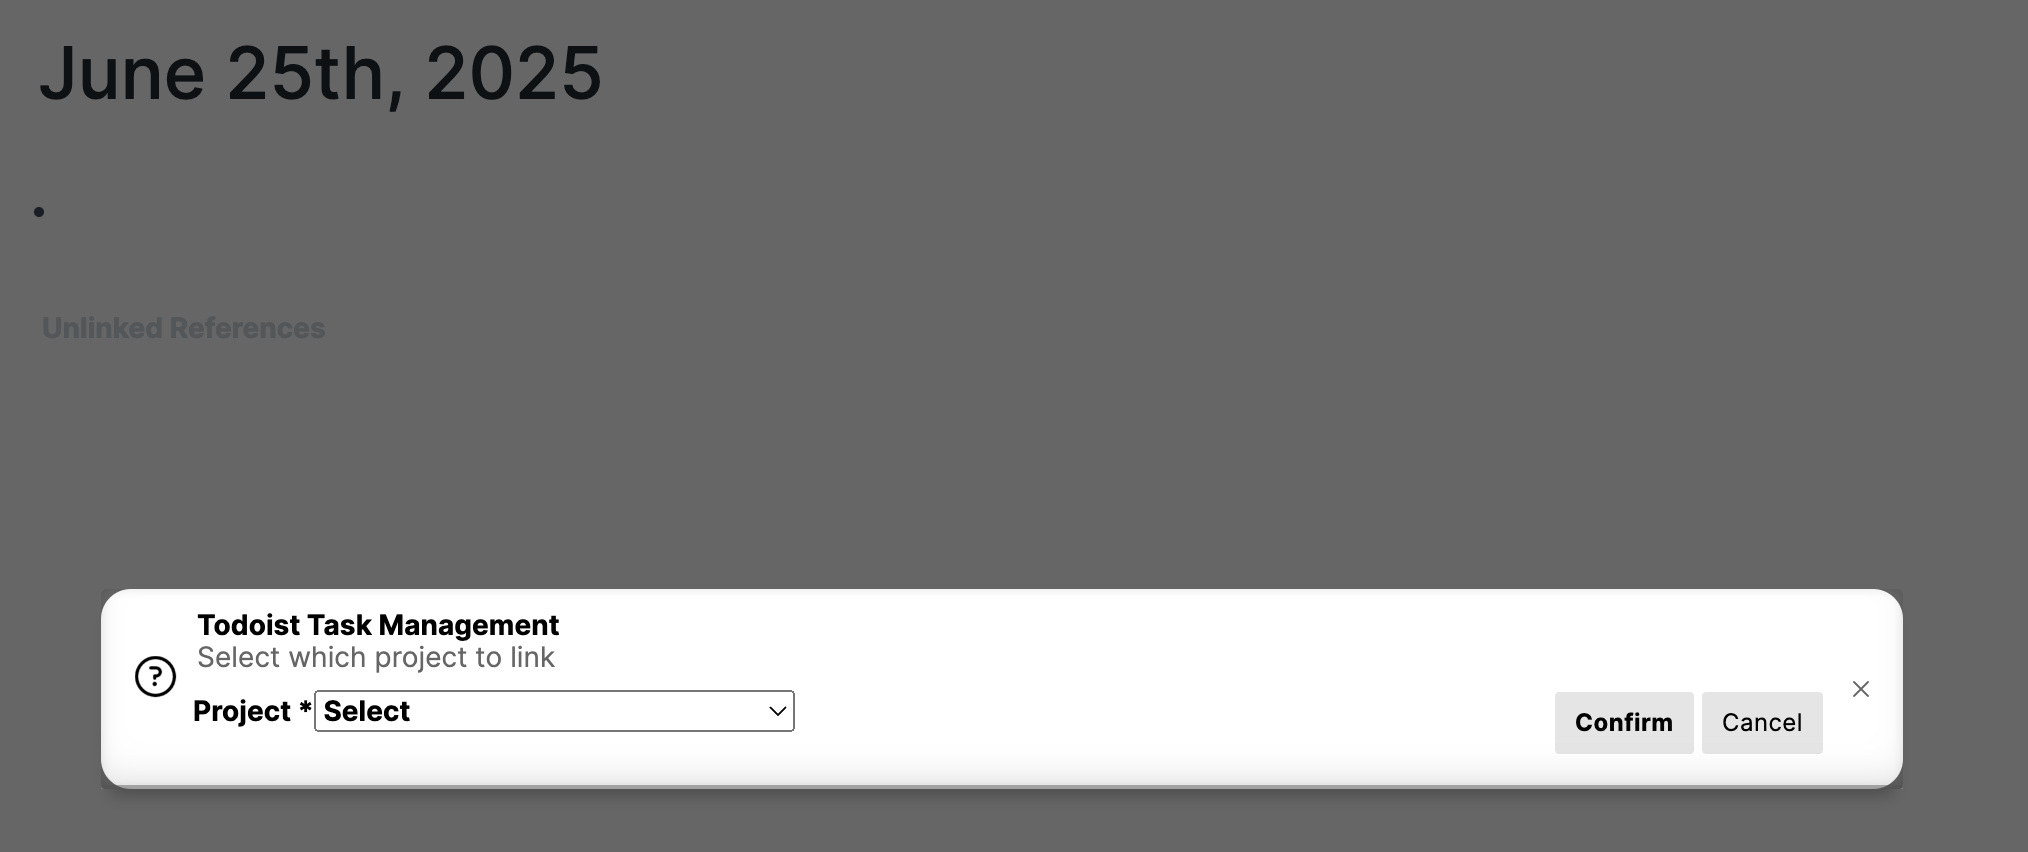 June 25th, 2025
Unlinked References
Todoist Task Management
Select which project to link
Project * Select
Confirm Cancel